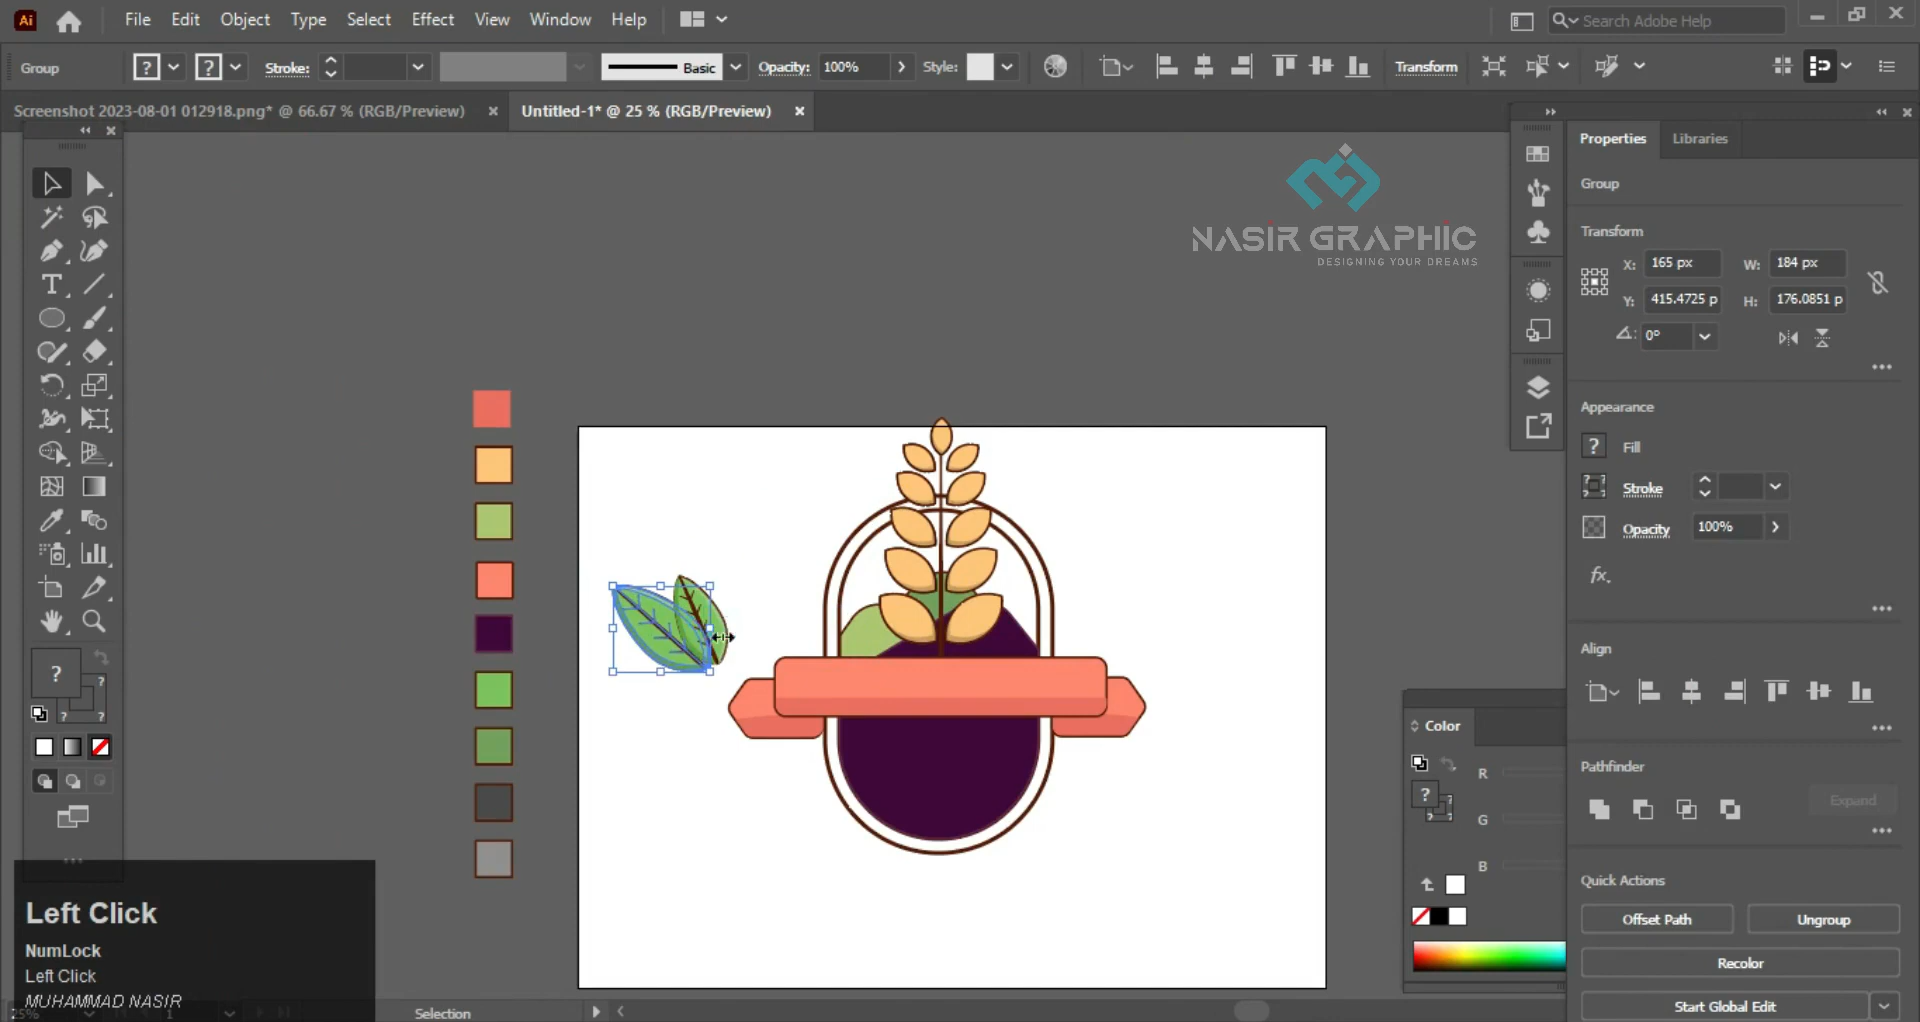 Ai File Edit Object Type Select Effect View Window Help Search Adobe Help
Group ? ? Stroke: Basic Opacity: 100% Style: Transform
Screenshot 2023-08-01 012918.png* @ 66.67 % (RGB/Preview) Untitled-1* @ 25 % (RGB/Preview)
Properties Libraries
Group
NASIR GRAPHIC
DESIGNING YOUR DREAMS
Transform
X: 165 px W: 184 px
Y: 415.4725 p H: 176.0851 p
0°
Appearance
? Fill
Stroke
Opacity 100%
fx.
Align
Color
R
G
B
?
Pathfinder
Expand
Quick Actions
Offset Path Ungroup
Recolor
Start Global Edit
?
? ?
Left Click
NumLock
Left Click
MUHAMMAD NASIR
25% 1 Selection